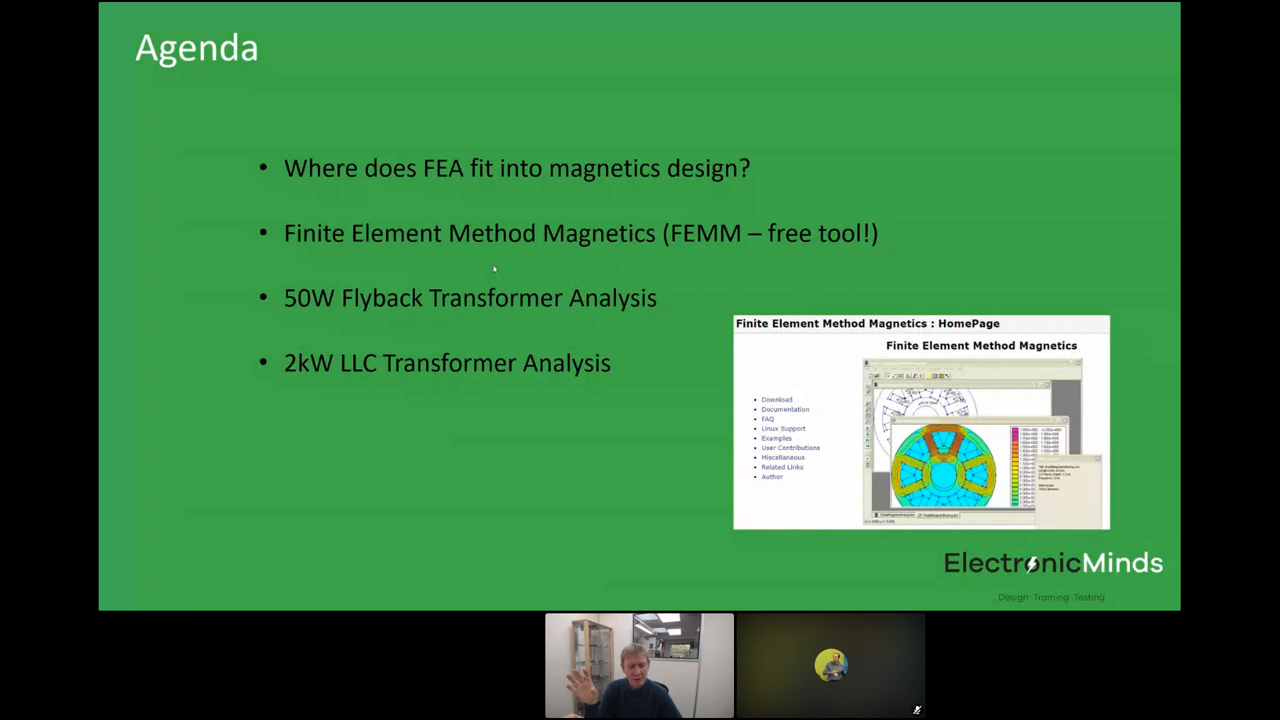 Agenda
• Where does FEA fit into magnetics design?
• Finite Element Method Magnetics (FEMM – free tool!)
• 50W Flyback Transformer Analysis
• 2kW LLC Transformer Analysis
Finite Element Method Magnetics : HomePage
Finite Element Method Magnetics
• Download
• Documentation
• FAQ
• Linux Support
• Examples
• User Contributions
• Miscellaneous
• Related Links
• Author
ElectronicMinds
Design Training Testing